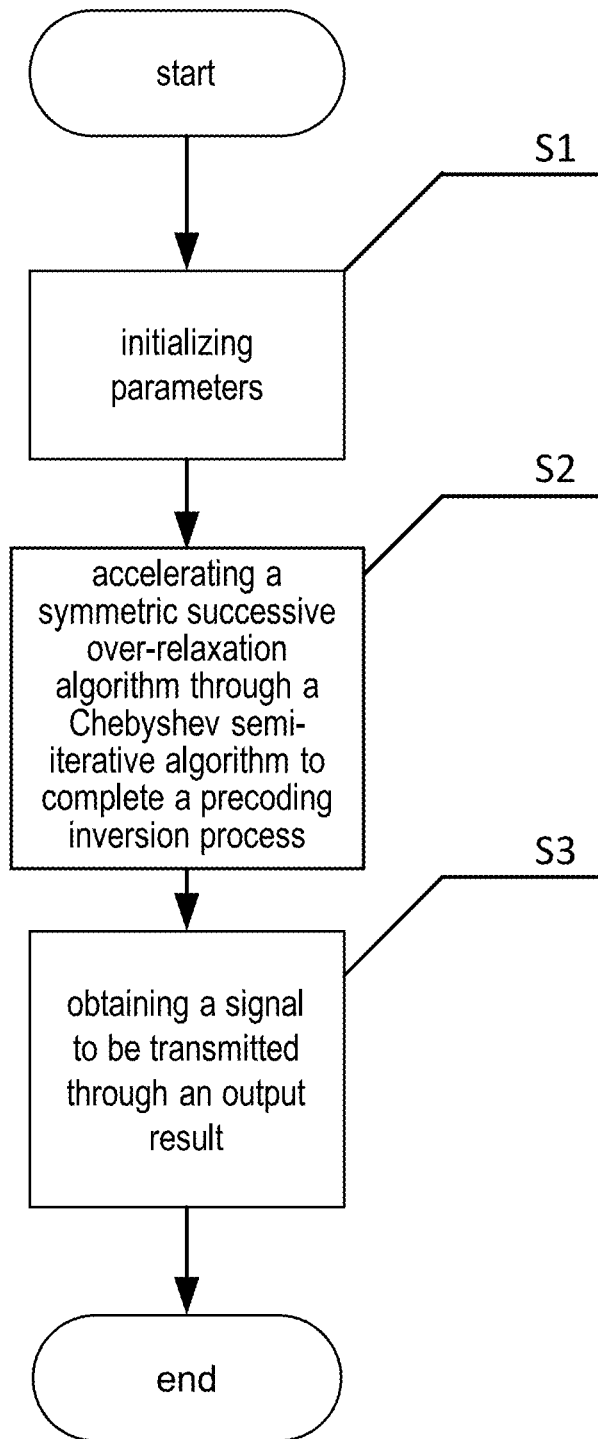 start
S1
initializing
parameters
S2
accelerating a
symmetric successive
over-relaxation
algorithm through a
Chebyshev semi-
iterative algorithm to
complete a precoding
inversion process
S3
obtaining a signal
to be transmitted
through an output
result
end